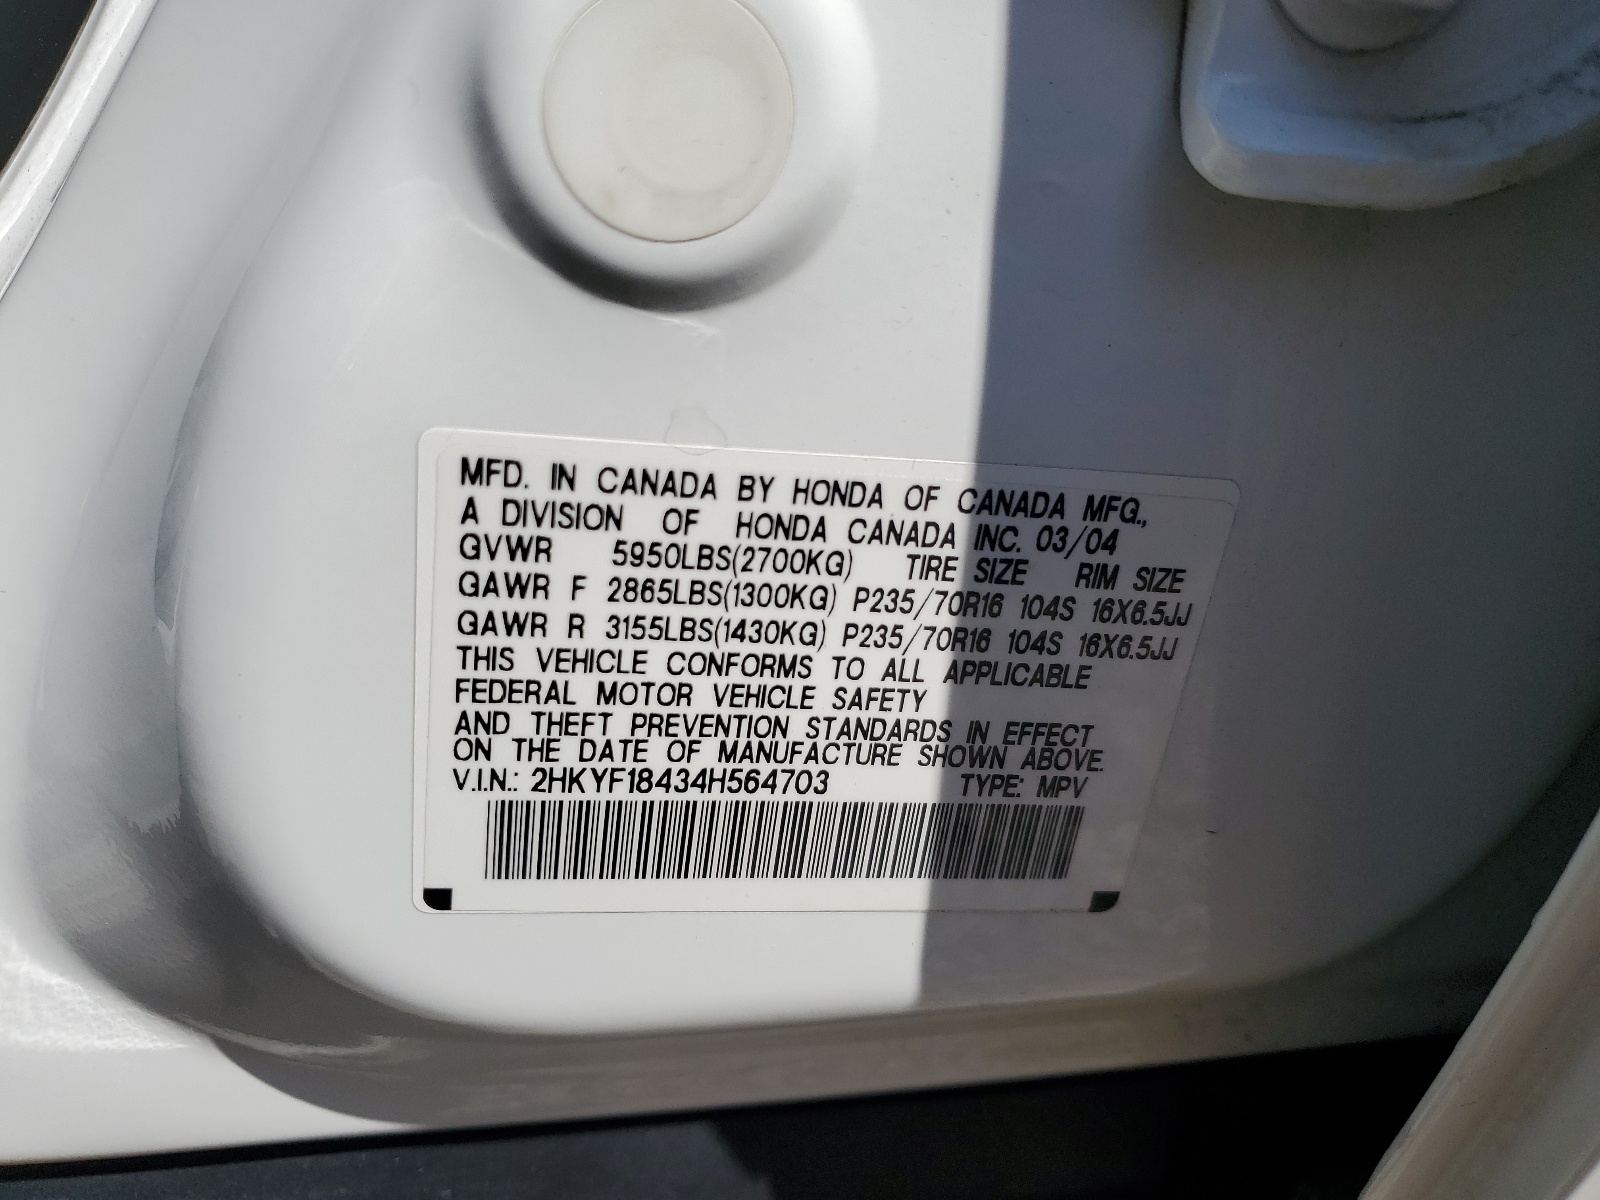 MFD. IN CANADA BY HONDA OF CANADA MFG.,
A DIVISION OF HONDA CANADA INC. 03/04
GVWR 5950LBS(2700KG) TIRE SIZE RIM SIZE
GAWR F 2865LBS(1300KG) P235/70R16 104S 16X6.5JJ
GAWR R 3155LBS(1430KG) P235/70R16 104S 16X6.5JJ
THIS VEHICLE CONFORMS TO ALL APPLICABLE
FEDERAL MOTOR VEHICLE SAFETY
AND THEFT PREVENTION STANDARDS IN EFFECT
ON THE DATE OF MANUFACTURE SHOWN ABOVE.
V.I.N.: 2HKYF18434H564703 TYPE: MPV